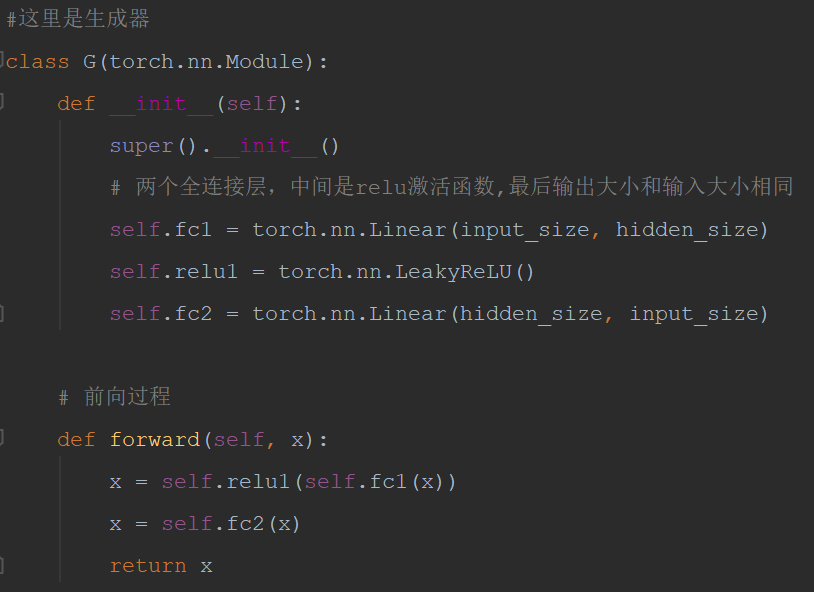 #这里是生成器
class G(torch.nn.Module):
    def __init__(self):
        super().__init__()
        # 两个全连接层，中间是relu激活函数,最后输出大小和输入大小相同
        self.fc1 = torch.nn.Linear(input_size, hidden_size)
        self.relu1 = torch.nn.LeakyReLU()
        self.fc2 = torch.nn.Linear(hidden_size, input_size)
    # 前向过程
    def forward(self, x):
        x = self.relu1(self.fc1(x))
        x = self.fc2(x)
        return x